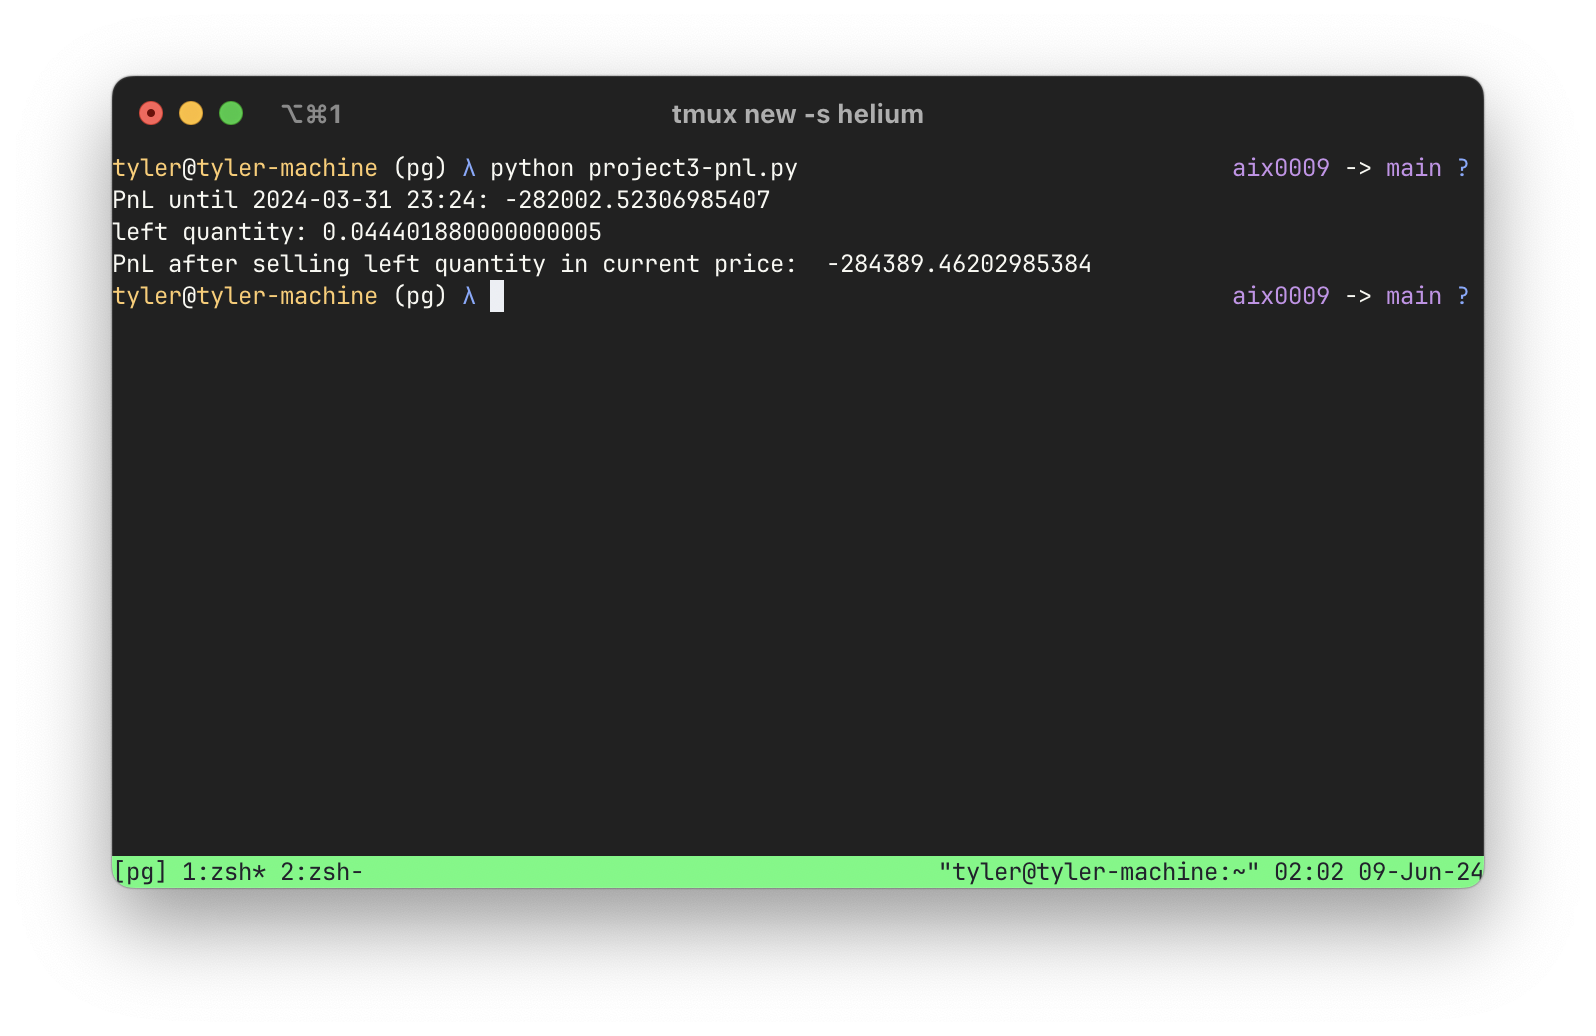 ⌥⌘1 tmux new -s helium
tyler@tyler-machine (pg) λ python project3-pnl.py aix0009 -> main ?
PnL until 2024-03-31 23:24: -282002.52306985407
left quantity: 0.044401880000000005
PnL after selling left quantity in current price:  -284389.46202985384
tyler@tyler-machine (pg) λ aix0009 -> main ?
[pg] 1:zsh* 2:zsh- "tyler@tyler-machine:~" 02:02 09-Jun-24